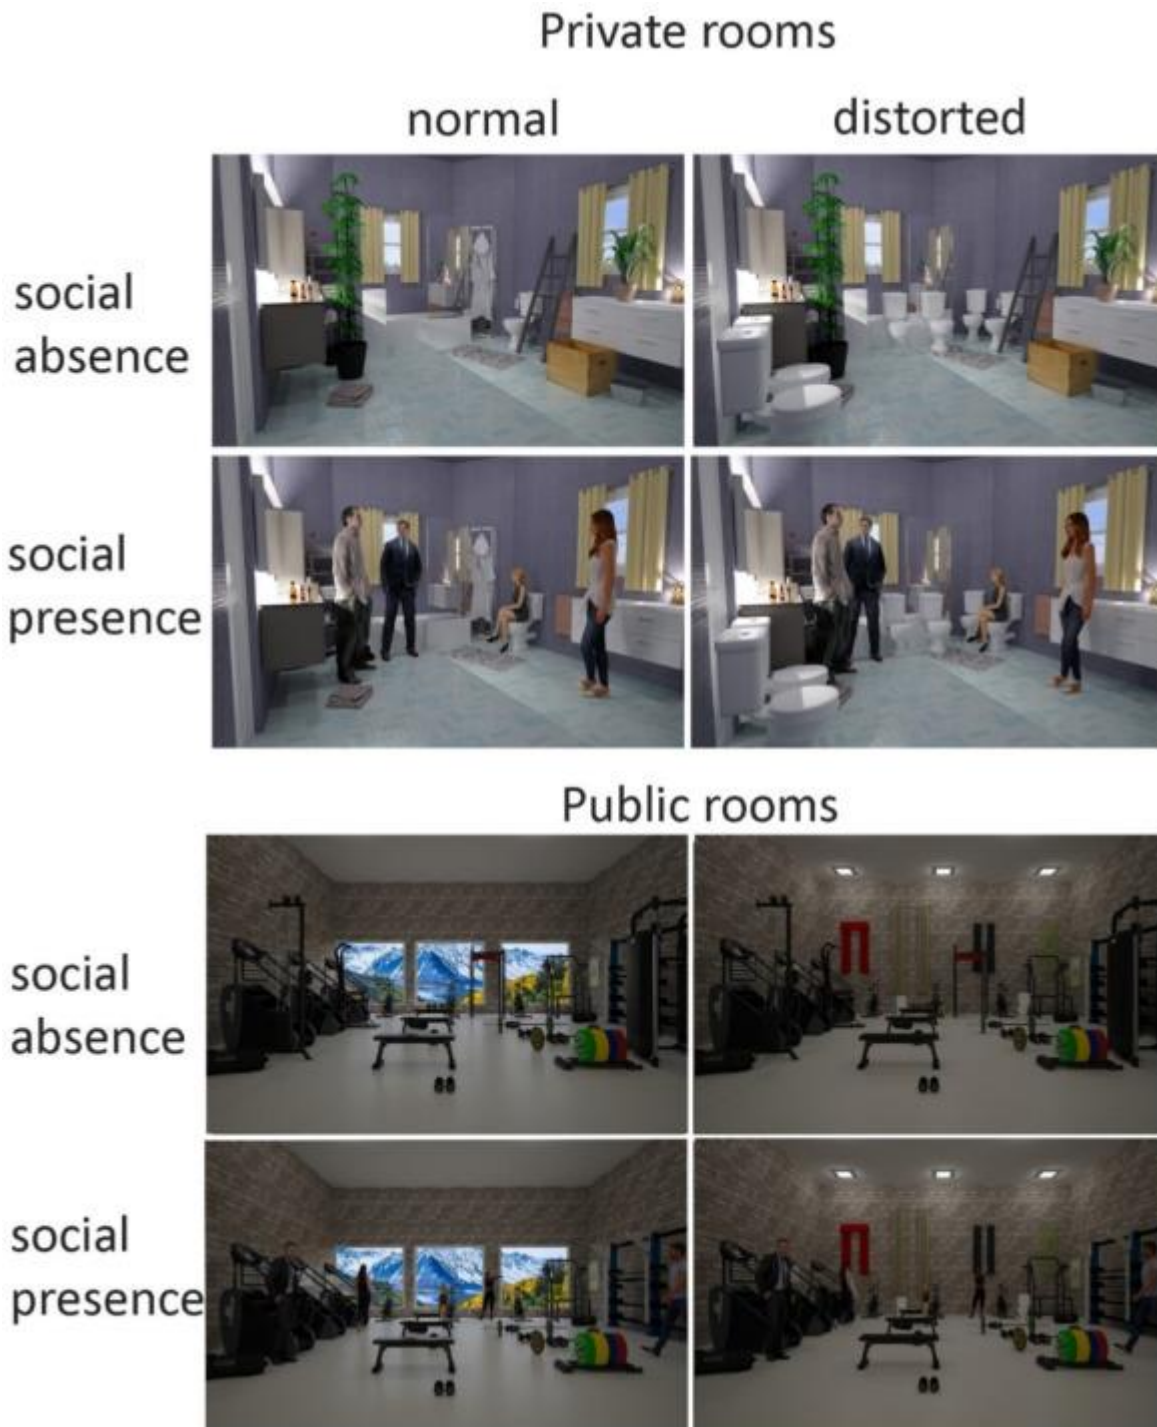 Private rooms
normal
distorted
social
absence
social
presence
Public rooms
social
absence
social
presence